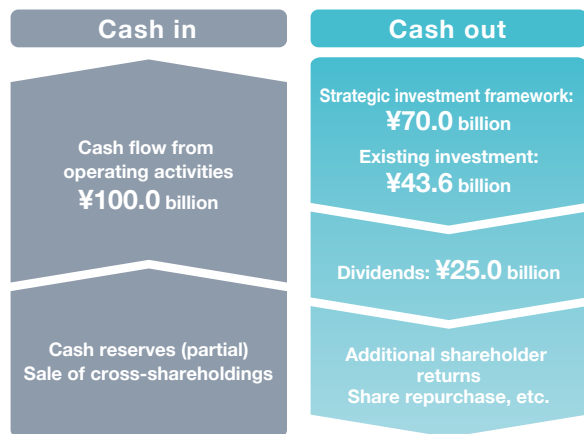 Cash in
Cash flow from
operating activities
¥100.0 billion
Cash reserves (partial)
Sale of cross-shareholdings
Cash out
Strategic investment framework:
¥70.0 billion
Existing investment:
¥43.6 billion
Dividends: ¥25.0 billion
Additional shareholder
returns
Share repurchase, etc.